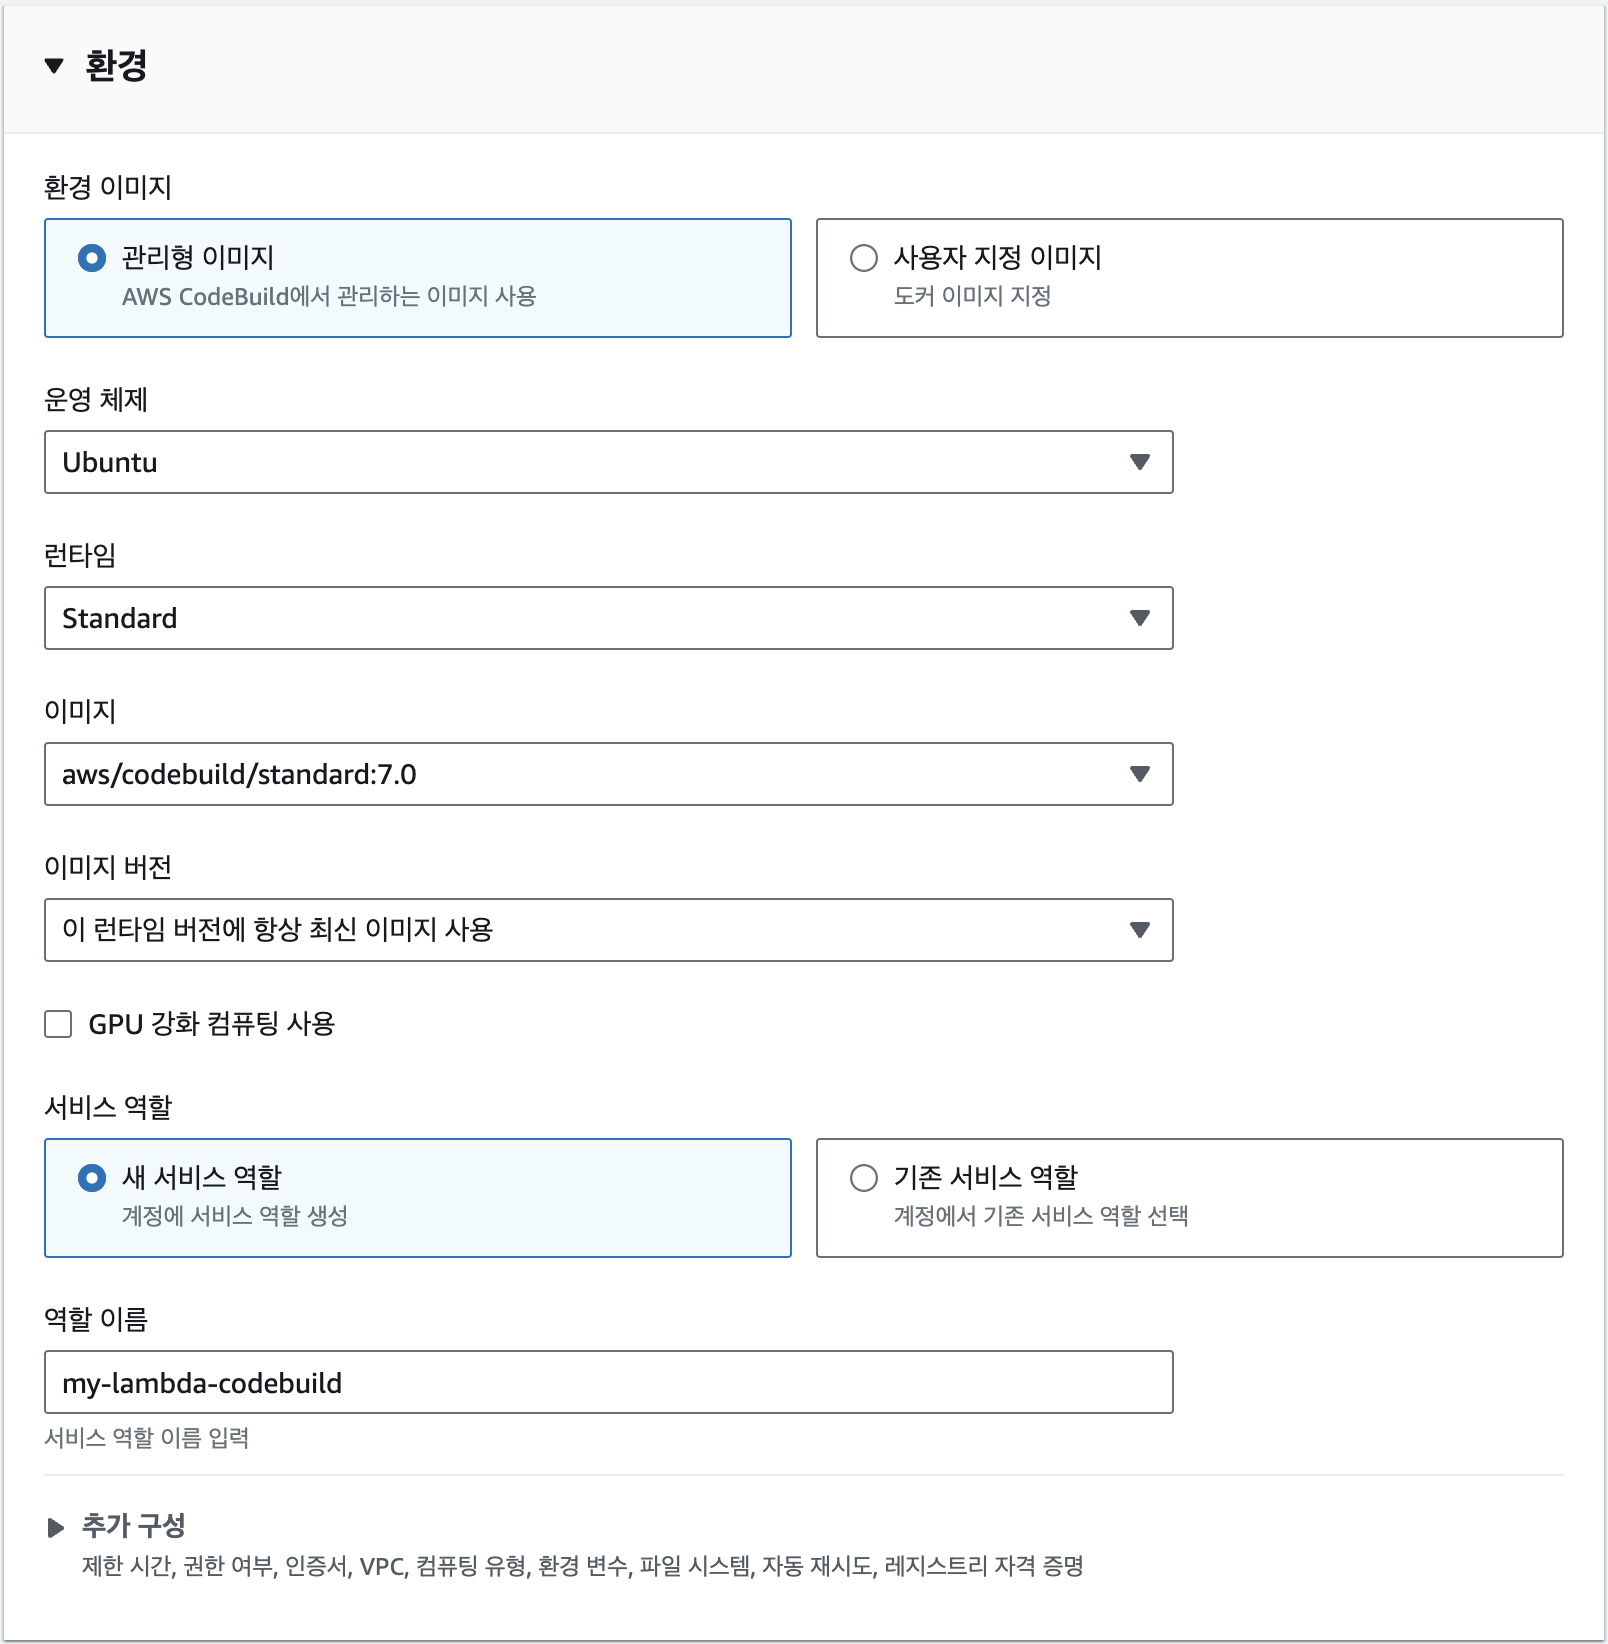 환경
환경 이미지
관리형 이미지
AWS CodeBuild에서 관리하는 이미지 사용
사용자 지정 이미지
도커 이미지 지정
운영 체제
Ubuntu
런타임
Standard
이미지
aws/codebuild/standard:7.0
이미지 버전
이 런타임 버전에 항상 최신 이미지 사용
GPU 강화 컴퓨팅 사용
서비스 역할
새 서비스 역할
계정에 서비스 역할 생성
기존 서비스 역할
계정에서 기존 서비스 역할 선택
역할 이름
my-lambda-codebuild
서비스 역할 이름 입력
추가 구성
제한 시간, 권한 여부, 인증서, VPC, 컴퓨팅 유형, 환경 변수, 파일 시스템, 자동 재시도, 레지스트리 자격 증명